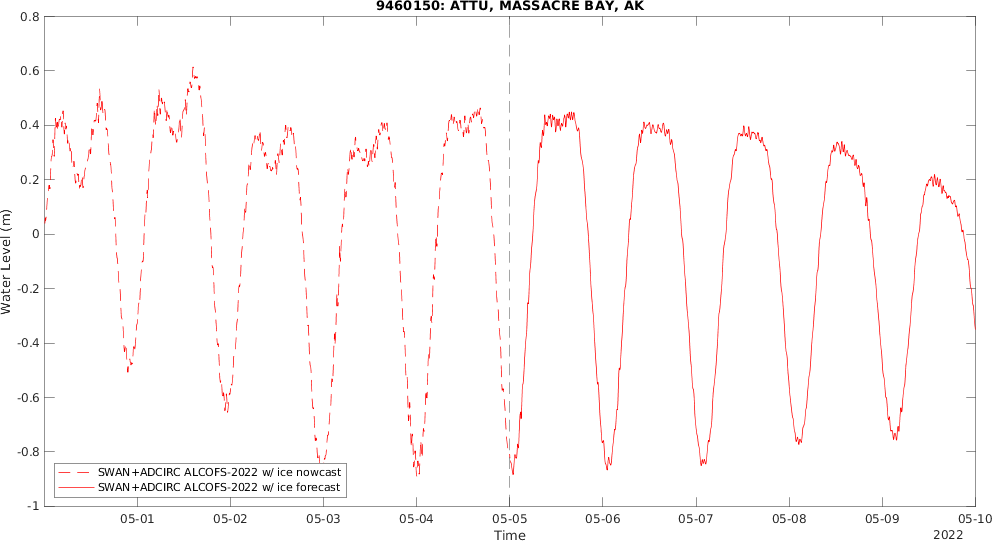 9460150: ATTU, MASSACRE BAY, AK
0.8
0.6
0.4
0.2
0
-0.2
-0.4
-0.6
-0.8
-1
Water Level (m)
SWAN+ADCIRC ALCOFS-2022 w/ ice nowcast
SWAN+ADCIRC ALCOFS-2022 w/ ice forecast
05-01 05-02 05-03 05-04 05-05 05-06 05-07 05-08 05-09 05-10
Time
2022